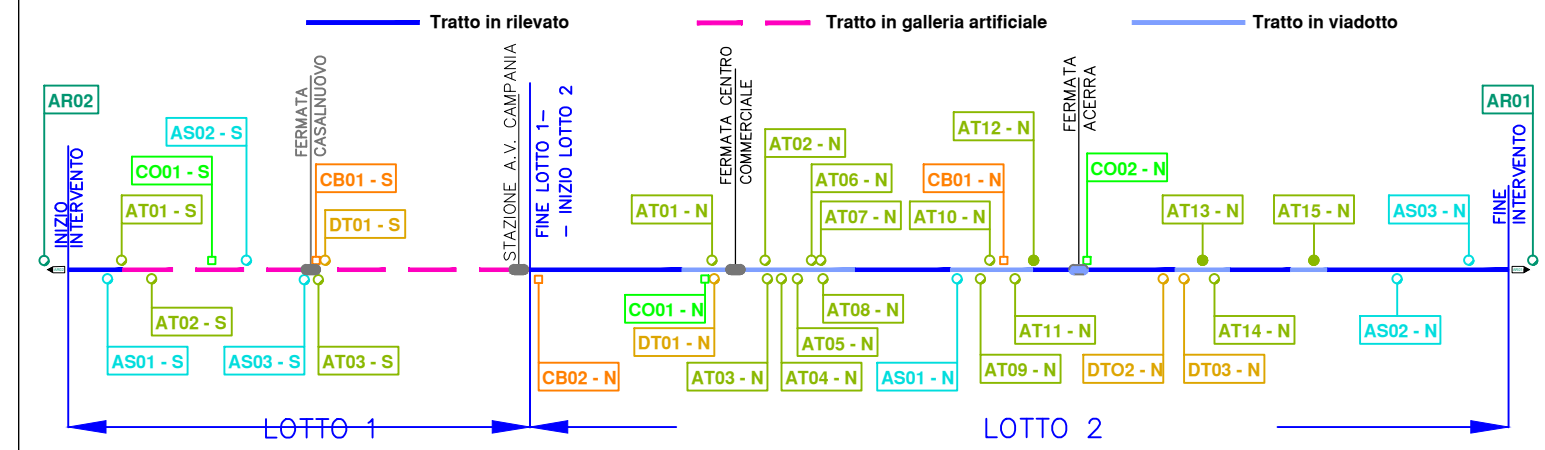 Tratto in rilevato
Tratto in galleria artificiale
Tratto in viadotto
AR02
INIZIO
INTERVENTO
AS02 - S
CO01 - S
AT01 - S
FERMATA
CASALNUOVO
CB01 - S
DT01 - S
STAZIONE A.V. CAMPANIA
FINE LOTTO 1-
- INIZIO LOTTO 2
FERMATA CENTRO
COMMERCIALE
AT01 - N
AT02 - N
AT06 - N
AT07 - N
AT12 - N
CB01 - N
AT10 - N
FERMATA
ACERRA
CO02 - N
AT13 - N
AT15 - N
AS03 - N
AR01
FINE
INTERVENTO
AT02 - S
AS01 - S
AS03 - S
AT03 - S
CB02 - N
CO01 - N
DT01 - N
AT03 - N
AT04 - N
AT05 - N
AT08 - N
AS01 - N
AT09 - N
AT11 - N
DTO2 - N
DT03 - N
AT14 - N
AS02 - N
LOTTO 1
LOTTO 2